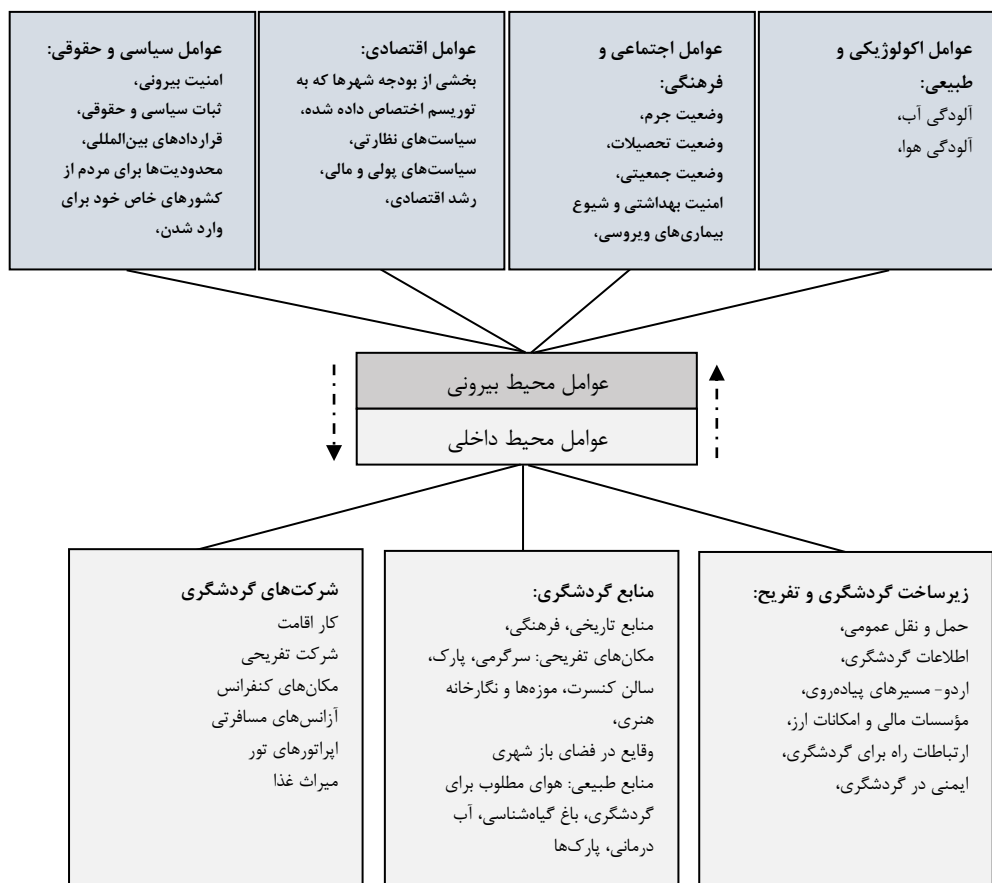 عوامل اکولوژیکی و
طبیعی:
آلودگی آب،
آلودگی هوا،
عوامل اجتماعی و
فرهنگی:
وضعیت جرم،
وضعیت تحصیلات،
وضعیت جمعیتی،
امنیت بهداشتی و شیوع
بیماری‌های ویروسی،
عوامل اقتصادی:
بخشی از بودجه شهرها که به
توریسم اختصاص داده شده،
سیاست‌های نظارتی،
سیاست‌های پولی و مالی،
رشد اقتصادی،
عوامل سیاسی و حقوقی:
امنیت بیرونی،
ثبات سیاسی و حقوقی،
قراردادهای بین‌المللی،
محدودیت‌ها برای مردم از
کشورهای خاص خود برای
وارد شدن،
عوامل محیط بیرونی
عوامل محیط داخلی
زیرساخت گردشگری و تفریح:
حمل و نقل عمومی،
اطلاعات گردشگری،
اردو- مسیرهای پیاده‌روی،
مؤسسات مالی و امکانات ارز،
ارتباطات راه برای گردشگری،
ایمنی در گردشگری،
منابع گردشگری:
منابع تاریخی، فرهنگی،
مکان‌های تفریحی: سرگرمی، پارک،
سالن کنسرت، موزه‌ها و نگارخانه
هنری،
وقایع در فضای باز شهری
منابع طبیعی: هوای مطلوب برای
گردشگری، باغ گیاه‌شناسی، آب
درمانی، پارک‌ها
شرکت‌های گردشگری
کار اقامت
شرکت تفریحی
مکان‌های کنفرانس
آژانس‌های مسافرتی
اپراتورهای تور
میراث غذا